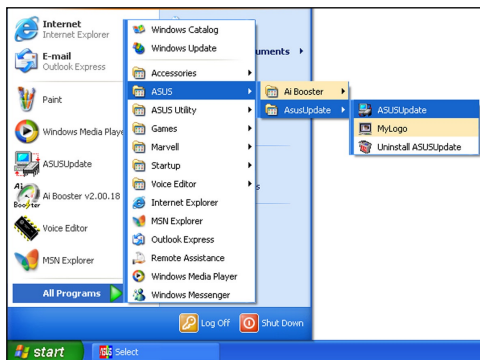 Internet
Internet Explorer
E-mail
Outlook Express
Paint
Windows Media Playe
ASUSUpdate
Ai Booster v2.00.18
Voice Editor
MSN Explorer
All Programs
Windows Catalog
Windows Update
Accessories
ASUS
ASUS Utility
Games
Marvell
Startup
Voice Editor
Internet Explorer
MSN Explorer
Outlook Express
Remote Assistance
Windows Media Player
Windows Messenger
uments
s
Ai Booster
AsusUpdate
ASUSUpdate
MyLogo
Uninstall ASUSUpdate
Log Off
Shut Down
start
Select